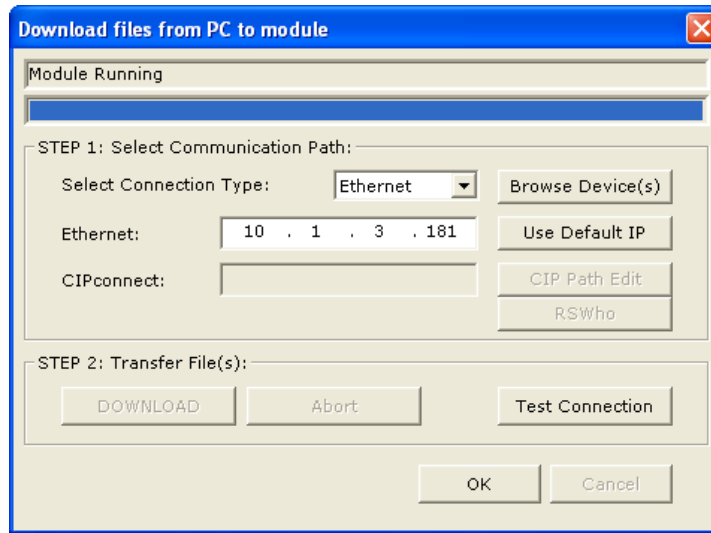 Download files from PC to module
Module Running
STEP 1: Select Communication Path:
Select Connection Type: Ethernet Browse Device(s)
Ethernet: 10 . 1 . 3 . 181 Use Default IP
CIPconnect: CIP Path Edit
RSWho
STEP 2: Transfer File(s):
DOWNLOAD Abort Test Connection
OK Cancel